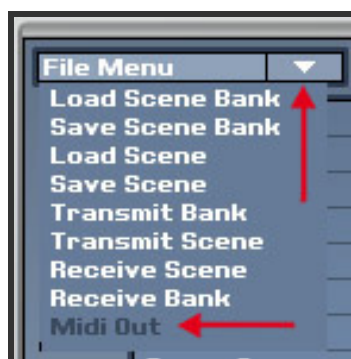 File Menu
Load Scene Bank
Save Scene Bank
Load Scene
Save Scene
Transmit Bank
Transmit Scene
Receive Scene
Receive Bank
Midi Out